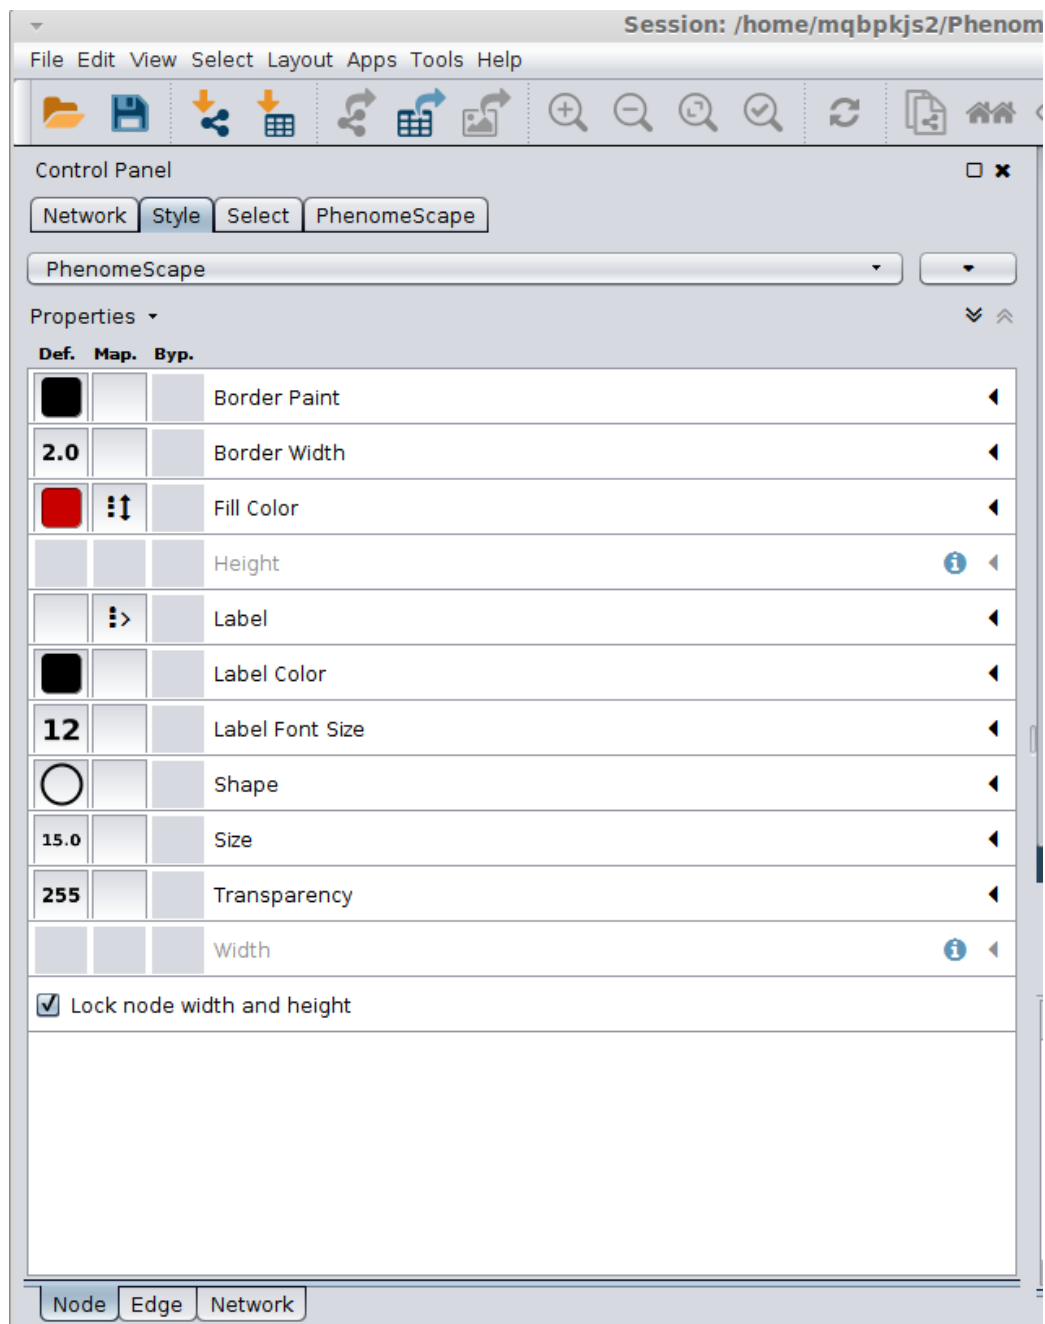 Session: /home/mqbpkjs2/Phenom
File Edit View Select Layout Apps Tools Help
Control Panel
Network Style Select PhenomeScape
PhenomeScape
Properties
Def. Map. Byp.
Border Paint
2.0 Border Width
Fill Color
Height
Label
Label Color
12 Label Font Size
Shape
15.0 Size
255 Transparency
Width
Lock node width and height
Node Edge Network